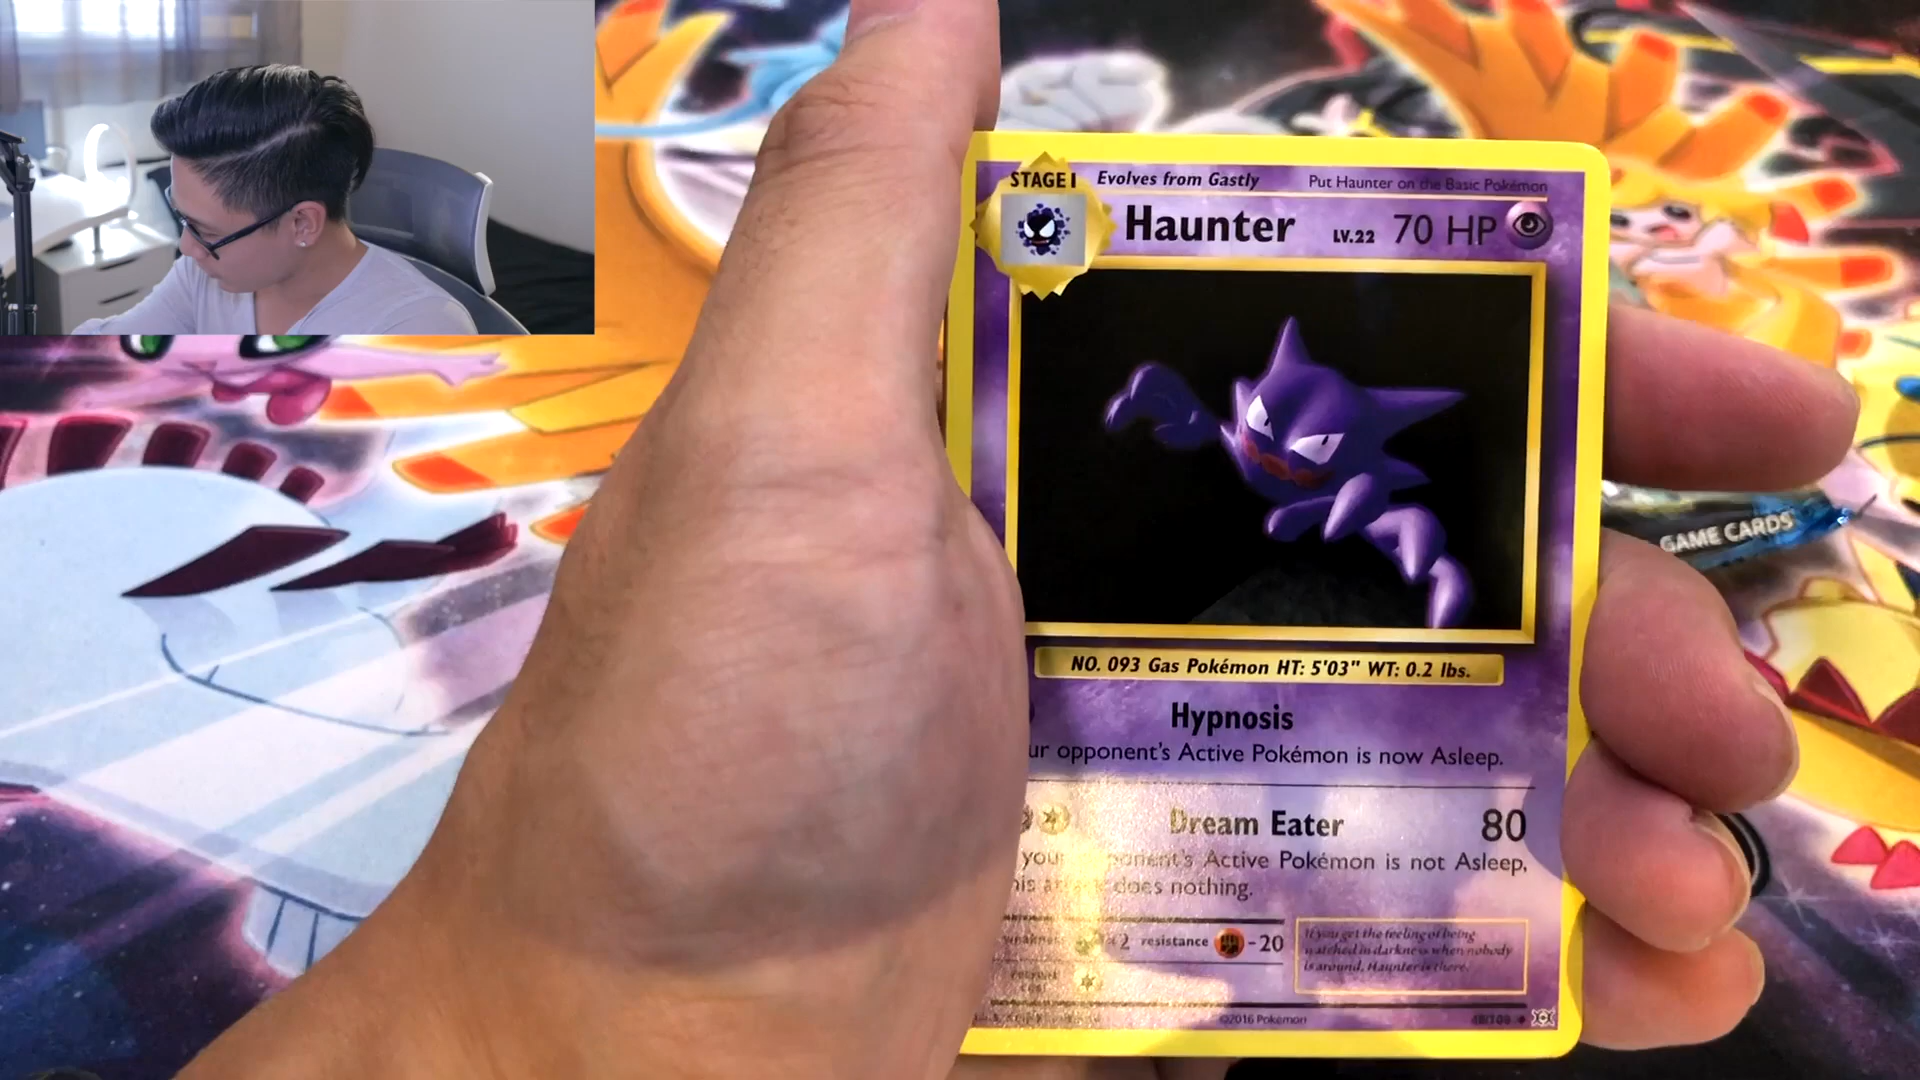 STAGE 1 Evolves from Gastly Put Haunter on the Basic Pokémon
Haunter LV.22 70 HP
GAME CARDS
NO. 093 Gas Pokémon HT: 5'03" WT: 0.2 lbs.
Hypnosis
ur opponent's Active Pokémon is now Asleep.
Dream Eater 80
your opponent's Active Pokémon is not Asleep,
his attack does nothing.
weakness ×2 resistance -20
retreat
cost
If you get the feeling of being
watched in darkness when nobody
is around, Haunter is there.
©2016 Pokémon